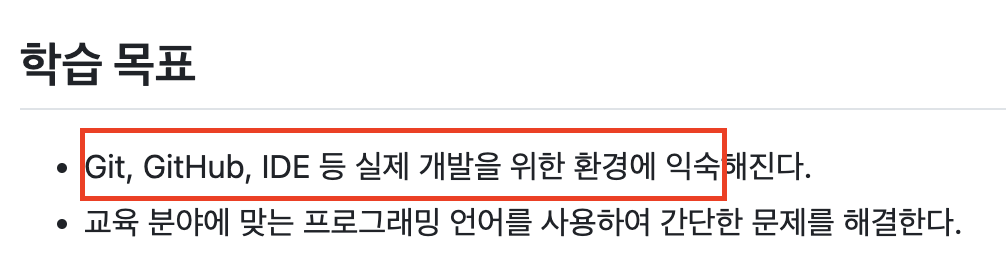 학습 목표
Git, GitHub, IDE 등 실제 개발을 위한 환경에 익숙해진다.
교육 분야에 맞는 프로그래밍 언어를 사용하여 간단한 문제를 해결한다.